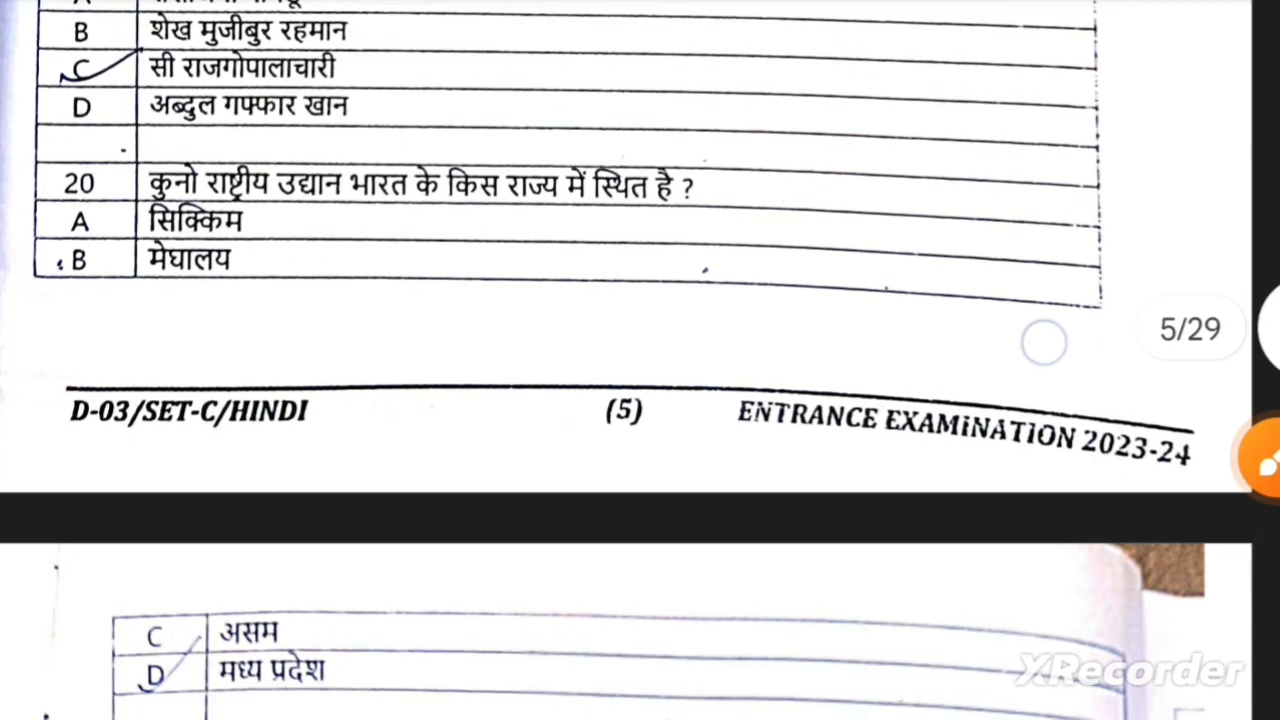 B शेख मुजीबुर रहमान
C सी राजगोपालाचारी
D अब्दुल गफ्फार खान
20 कुनो राष्ट्रीय उद्यान भारत के किस राज्य में स्थित है ?
A सिक्किम
B मेघालय
5/29
D-03/SET-C/HINDI (5) ENTRANCE EXAMINATION 2023-24
C असम
D मध्य प्रदेश
XRecorder